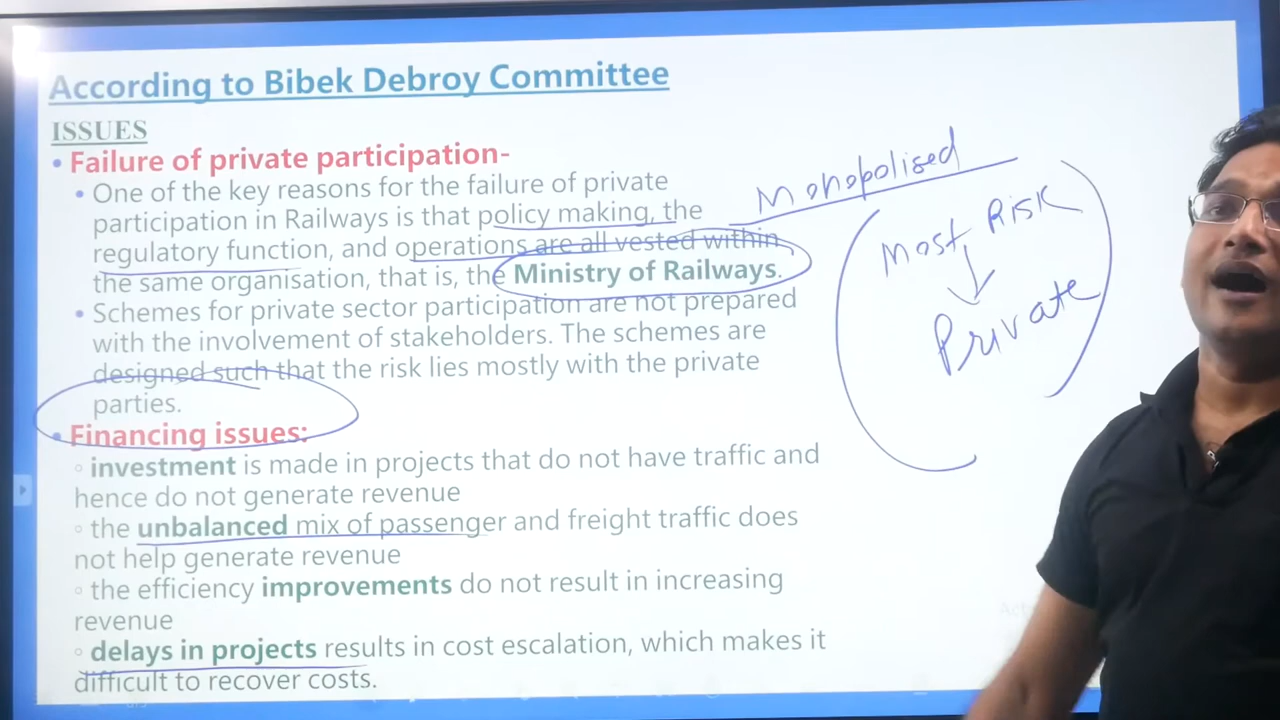 According to Bibek Debroy Committee
ISSUES
• Failure of private participation-
• One of the key reasons for the failure of private
participation in Railways is that policy making, the
regulatory function, and operations are all vested within
the same organisation, that is, the Ministry of Railways.
• Schemes for private sector participation are not prepared
with the involvement of stakeholders. The schemes are
designed such that the risk lies mostly with the private
parties.
• Financing issues:
◦ investment is made in projects that do not have traffic and
hence do not generate revenue
◦ the unbalanced mix of passenger and freight traffic does
not help generate revenue
◦ the efficiency improvements do not result in increasing
revenue
◦ delays in projects results in cost escalation, which makes it
difficult to recover costs.
Monopolised
Most Risk
Private